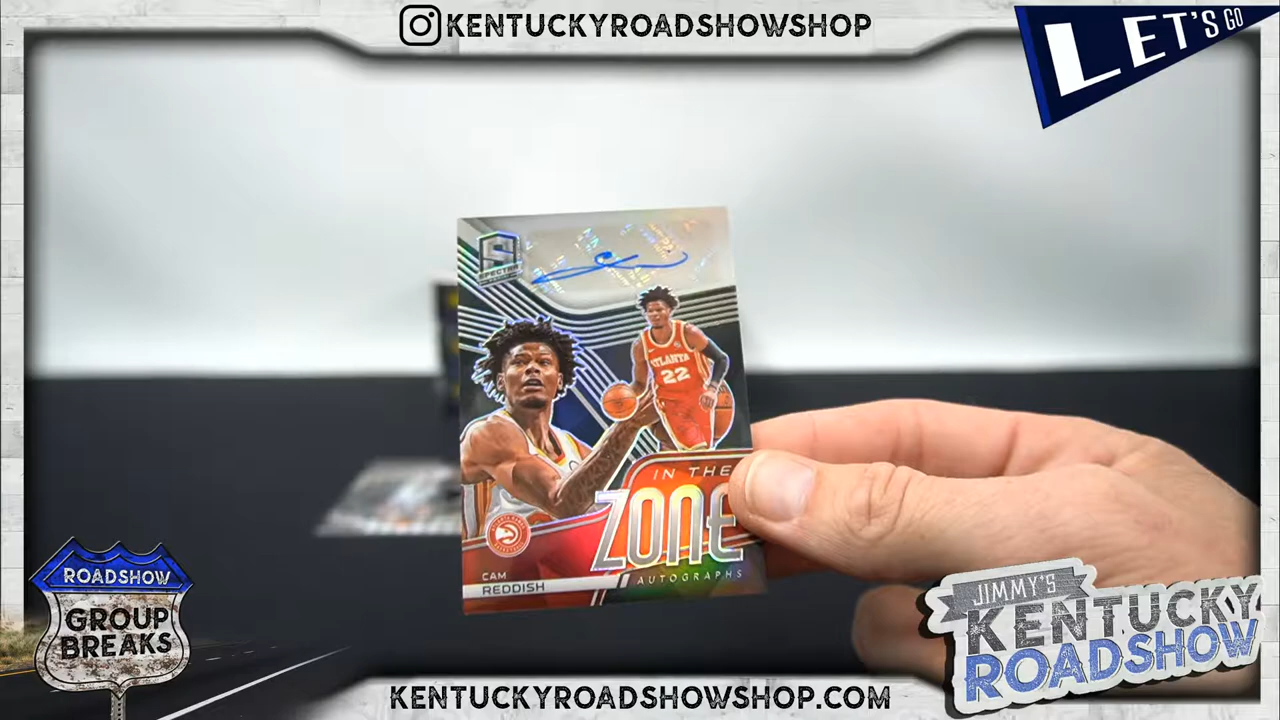 KENTUCKYROADSHOWSHOP
LET'S GO
SPECTRA
ATLANTA
22
IN THE
ZONE
AUTOGRAPHS
CAM
REDDISH
ROADSHOW
GROUP
BREAKS
JIMMY'S
KENTUCKY
ROADSHOW
KENTUCKYROADSHOWSHOP.COM